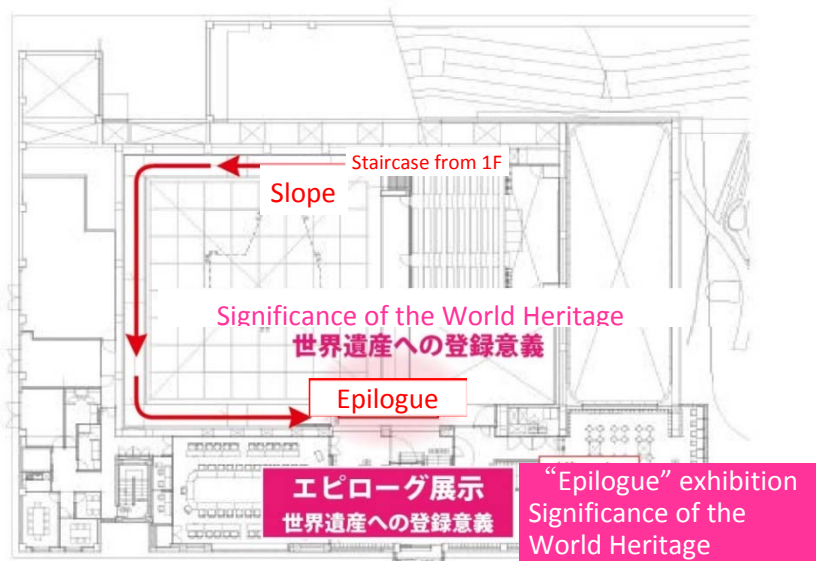 Staircase from 1F
Slope
Significance of the World Heritage
世界遺産への登録意義
Epilogue
エピローグ展示
世界遺産への登録意義
“Epilogue” exhibition
Significance of the
World Heritage